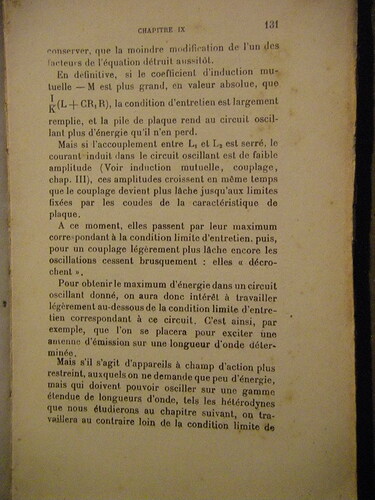 CHAPITRE IX 131
conserver, que la moindre modification de l'un des
facteurs de l'équation détruit aussitôt.
En définitive, si le coefficient d'induction mu-
tuelle — M est plus grand, en valeur absolue, que
1/K (L + CR₁R), la condition d'entretien est largement
remplie, et la pile de plaque rend au circuit oscil-
lant plus d'énergie qu'il n'en perd.
Mais si l'accouplement entre L₁ et L₂ est serré, le
courant induit dans le circuit oscillant est de faible
amplitude (Voir induction mutuelle, couplage,
chap. III), ces amplitudes croissent en même temps
que le couplage devient plus lâche jusqu'aux limites
fixées par les coudes de la caractéristique de
plaque.
A ce moment, elles passent par leur maximum
correspondant à la condition limite d'entretien, puis,
pour un couplage légèrement plus lâche encore les
oscillations cessent brusquement : elles « décro-
chent ».
Pour obtenir le maximum d'énergie dans un circuit
oscillant donné, on aura donc intérêt à travailler
légèrement au-dessous de la condition limite d'entre-
tien correspondant à ce circuit. C'est ainsi, par
exemple, que l'on se placera pour exciter une
antenne d'émission sur une longueur d'onde déter-
minée.
Mais s'il s'agit d'appareils à champ d'action plus
restreint, auxquels on ne demande que peu d'énergie,
mais qui doivent pouvoir osciller sur une gamme
étendue de longueurs d'onde, tels les hétérodynes
que nous étudierons au chapitre suivant, on tra-
vaillera au contraire loin de la condition limite de